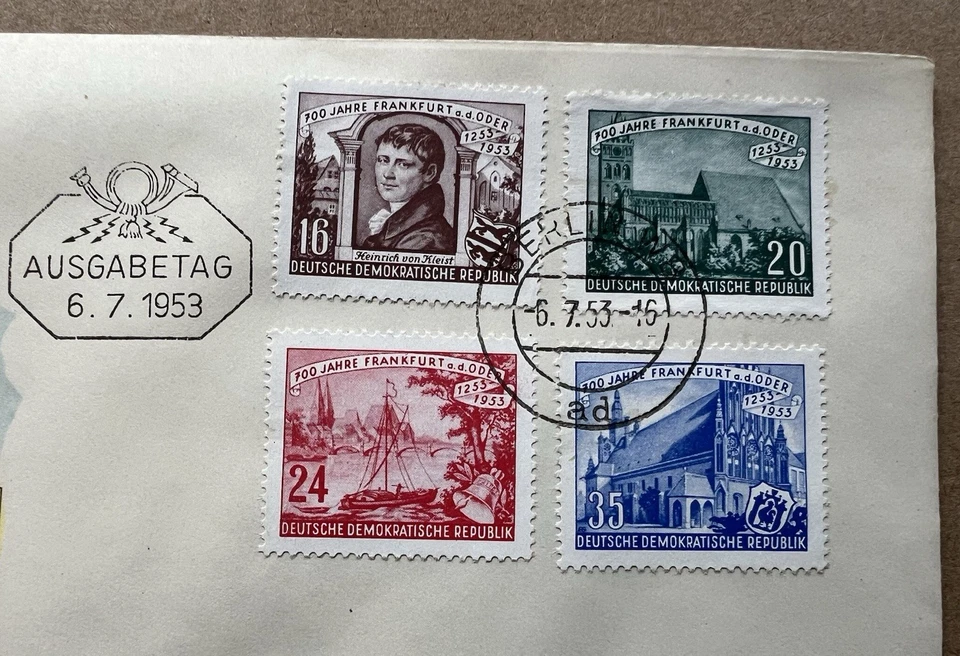 AUSGABETAG
6. 7. 1953
700 JAHRE FRANKFURT a.d. ODER
1253
1953
16
Heinrich von Kleist
DEUTSCHE DEMOKRATISCHE REPUBLIK
700 JAHRE FRANKFURT a.d. ODER
1253
1953
20
DEUTSCHE DEMOKRATISCHE REPUBLIK
-6. 7. 53.-16
ad
700 JAHRE FRANKFURT a.d. ODER
1253
1953
24
DEUTSCHE DEMOKRATISCHE REPUBLIK
700 JAHRE FRANKFURT a.d. ODER
1253
1953
35
DEUTSCHE DEMOKRATISCHE REPUBLIK